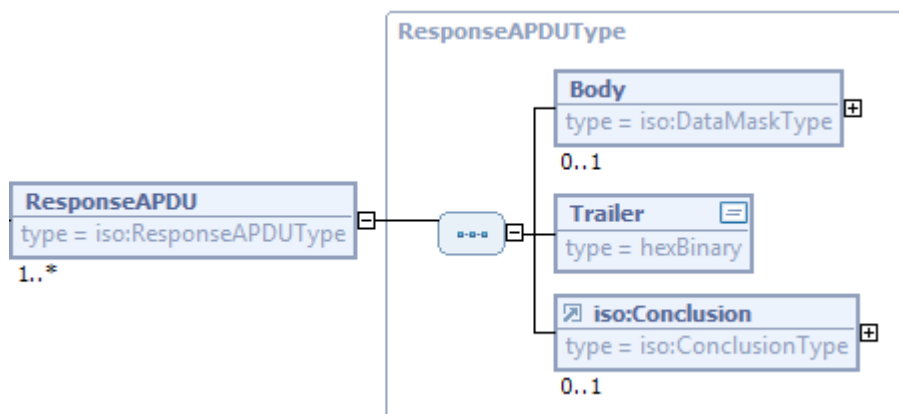 ResponseAPDUType
Body
type = iso:DataMaskType
0..1
ResponseAPDU
type = iso:ResponseAPDUType
1..*
Trailer
type = hexBinary
iso:Conclusion
type = iso:ConclusionType
0..1